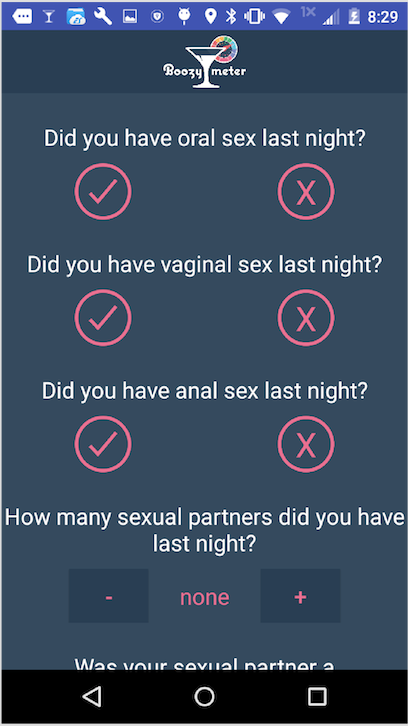 1X 8:29
Boozy meter
Did you have oral sex last night?
X
Did you have vaginal sex last night?
X
Did you have anal sex last night?
X
How many sexual partners did you have
last night?
- none +
Was your sexual partner a